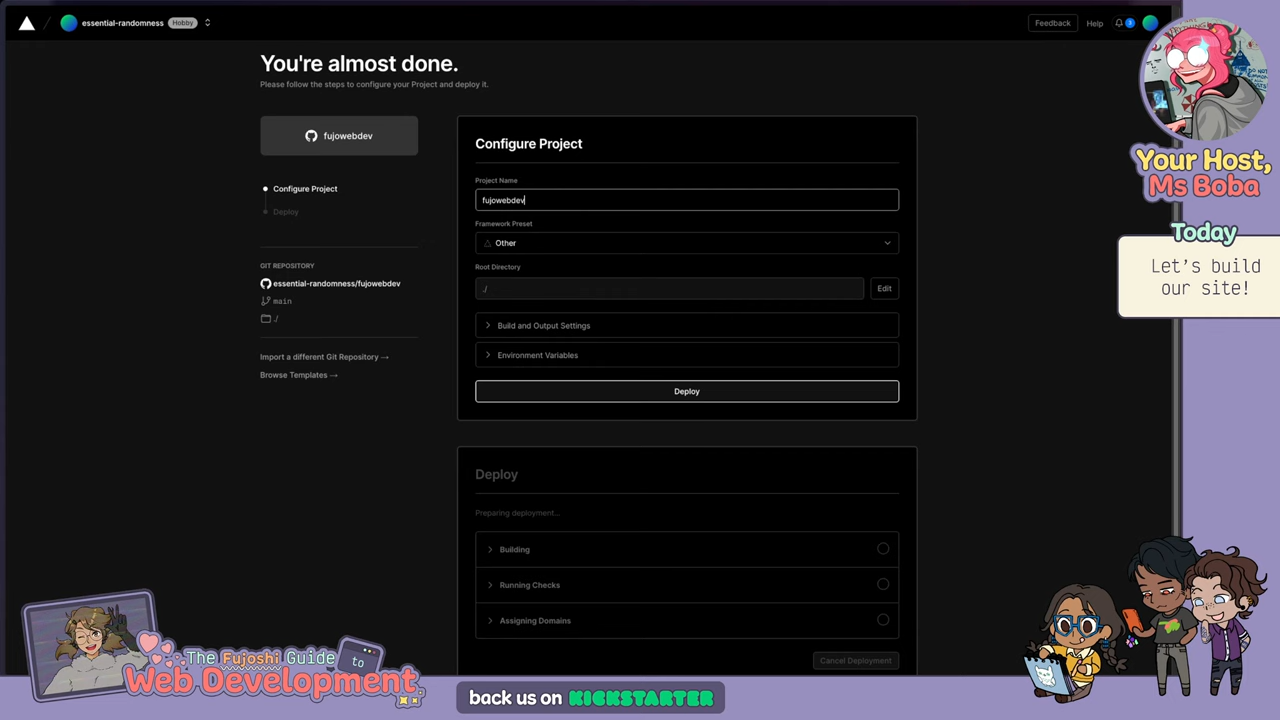 essential-randomness Hobby
Feedback
Help
3
You're almost done.
Please follow the steps to configure your Project and deploy it.
fujowebdev
Configure Project
Deploy
GIT REPOSITORY
essential-randomness/fujowebdev
main
./
Import a different Git Repository →
Browse Templates →
Configure Project
Project Name
fujowebdev
Framework Preset
Other
Root Directory
./
Edit
Build and Output Settings
Environment Variables
Deploy
Deploy
Preparing deployment...
Building
Running Checks
Assigning Domains
Cancel Deployment
Your Host,
Ms Boba
Today
Let's build
our site!
The Fujoshi Guide to
Web Development
back us on KICKSTARTER